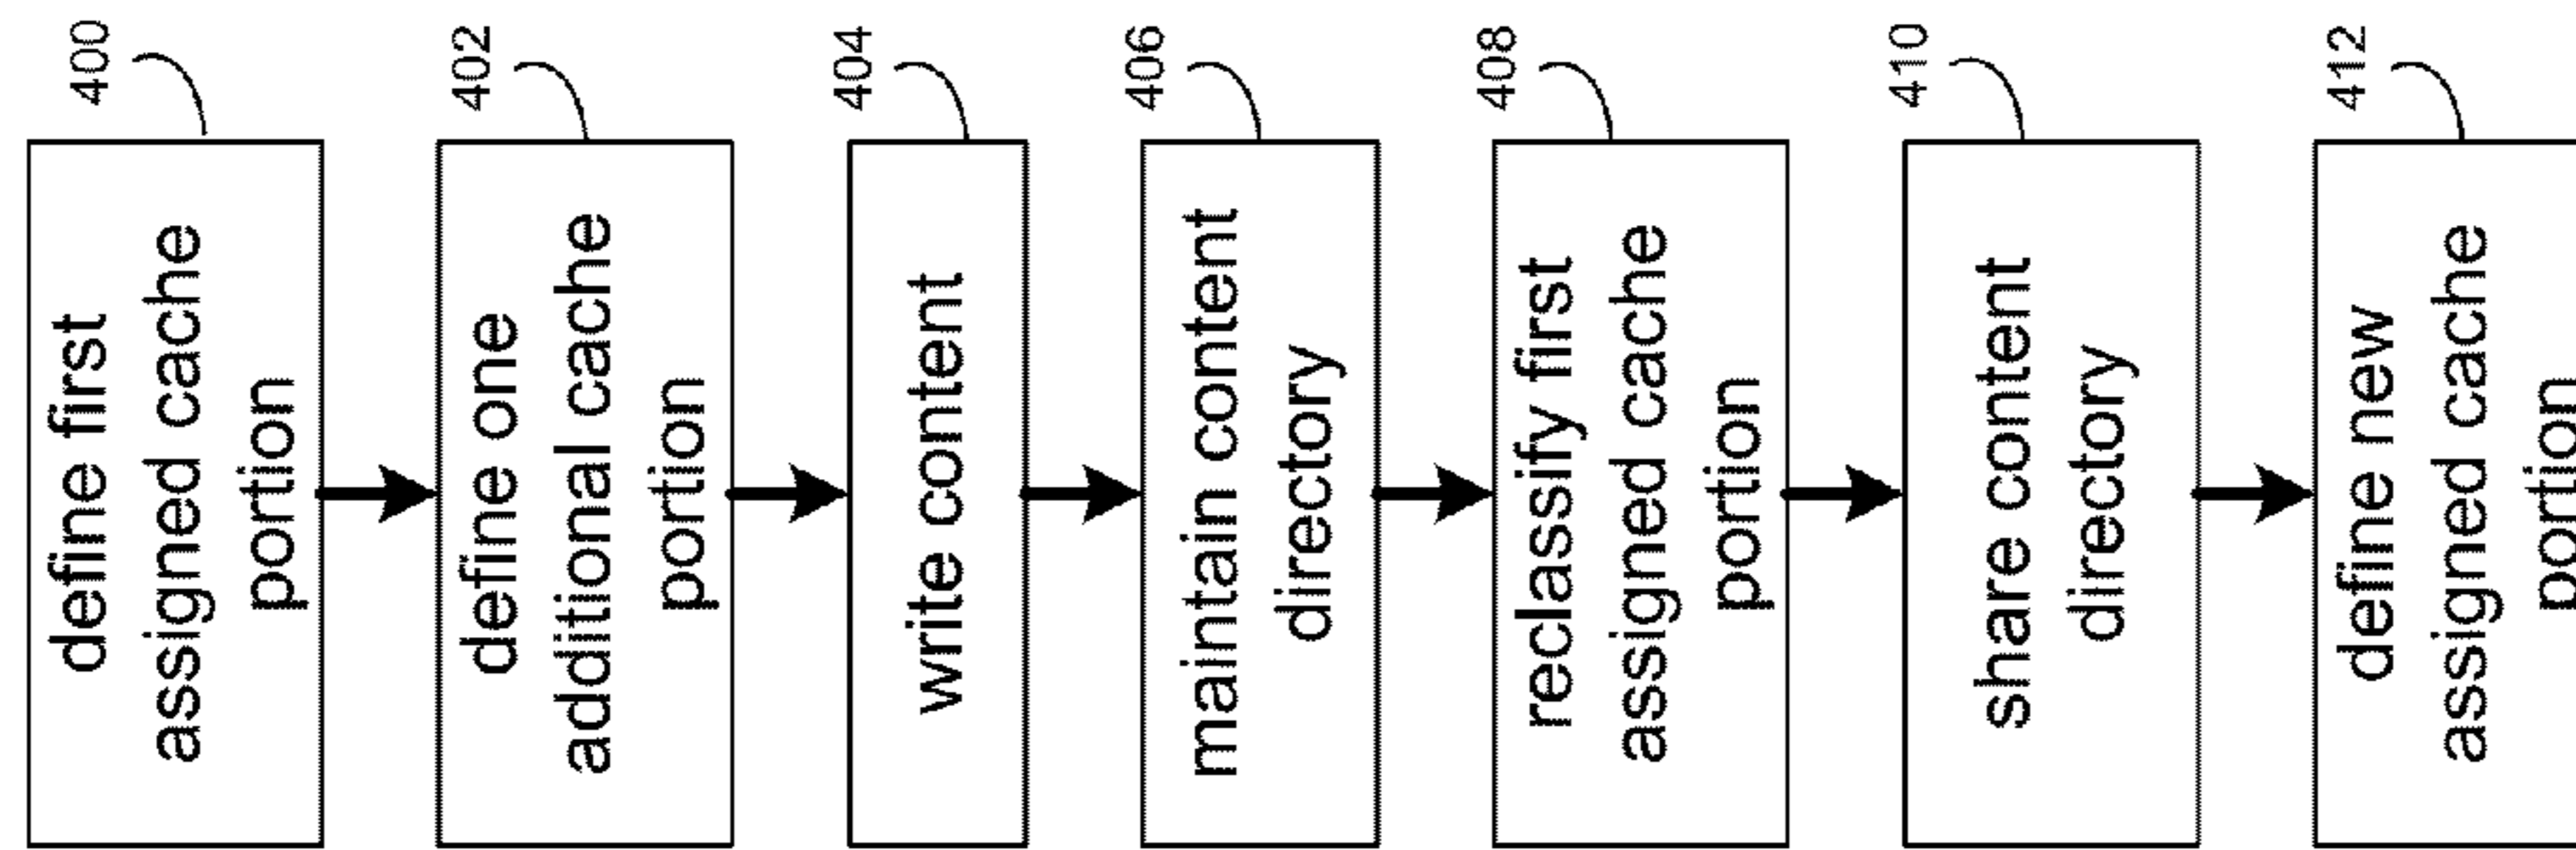 400
define first
assigned cache
portion
402
define one
additional cache
portion
404
write content
406
maintain content
directory
408
reclassify first
assigned cache
portion
410
share content
directory
412
define new
assigned cache
portion